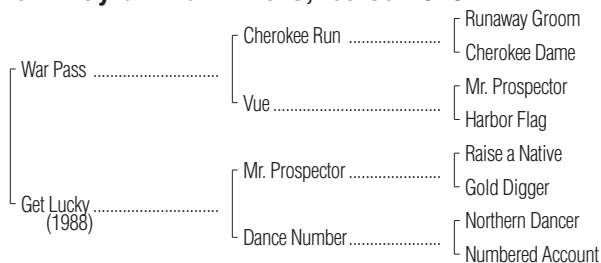 Runaway Groom
Cherokee Run
Cherokee Dame
War Pass
Mr. Prospector
Vue
Harbor Flag
Raise a Native
Mr. Prospector
Gold Digger
Get Lucky
(1988)
Northern Dancer
Dance Number
Numbered Account